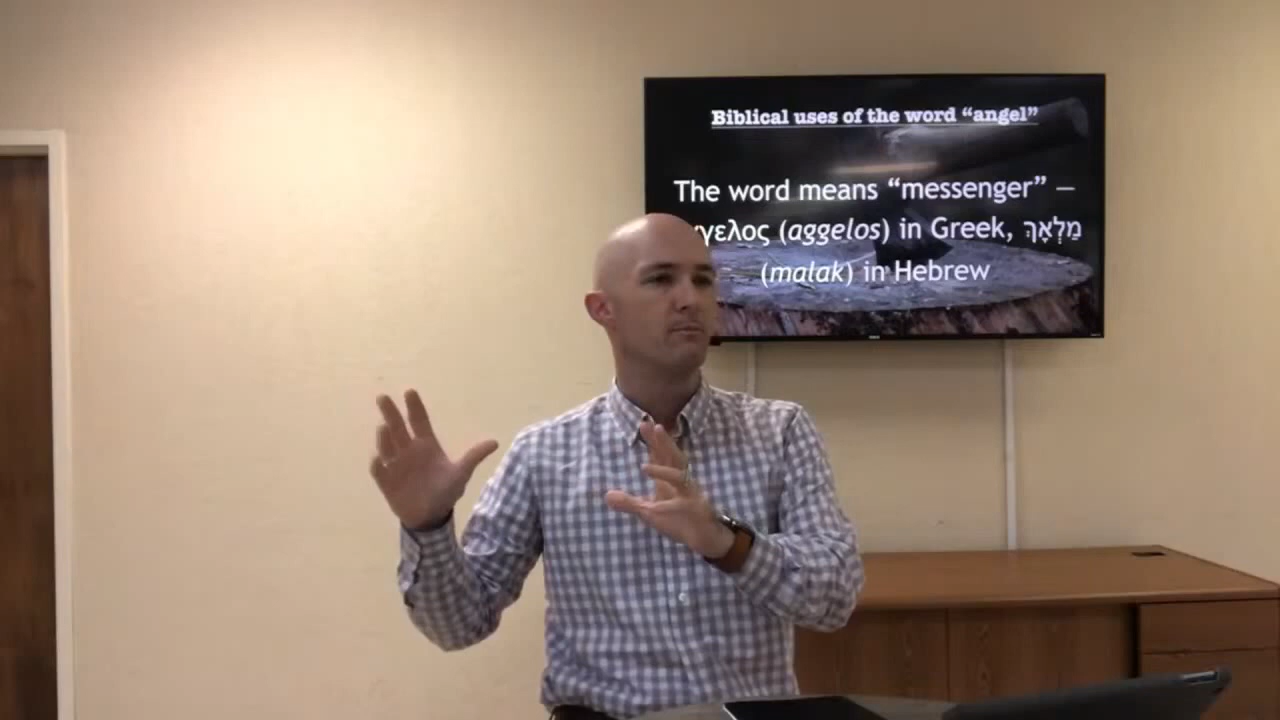 Biblical uses of the word “angel”
The word means “messenger” –
γελος (aggelos) in Greek, מַלְאָךְ
(malak) in Hebrew